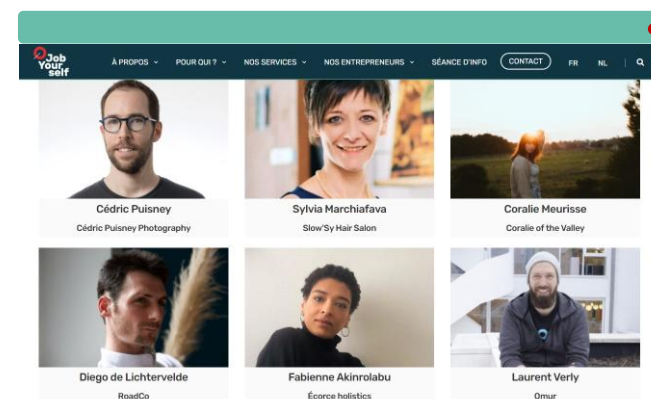 Job
Your
self
À PROPOS
POUR QUI ?
NOS SERVICES
NOS ENTREPRENEURS
SÉANCE D'INFO
CONTACT
FR
NL
Cédric Puisney
Cédric Puisney Photography
Sylvia Marchiafava
Slow'Sy Hair Salon
Coralie Meurisse
Coralie of the Valley
Diego de Lichtervelde
RoadCo
Fabienne Akinrolabu
Écorce holistics
Laurent Verly
Omur